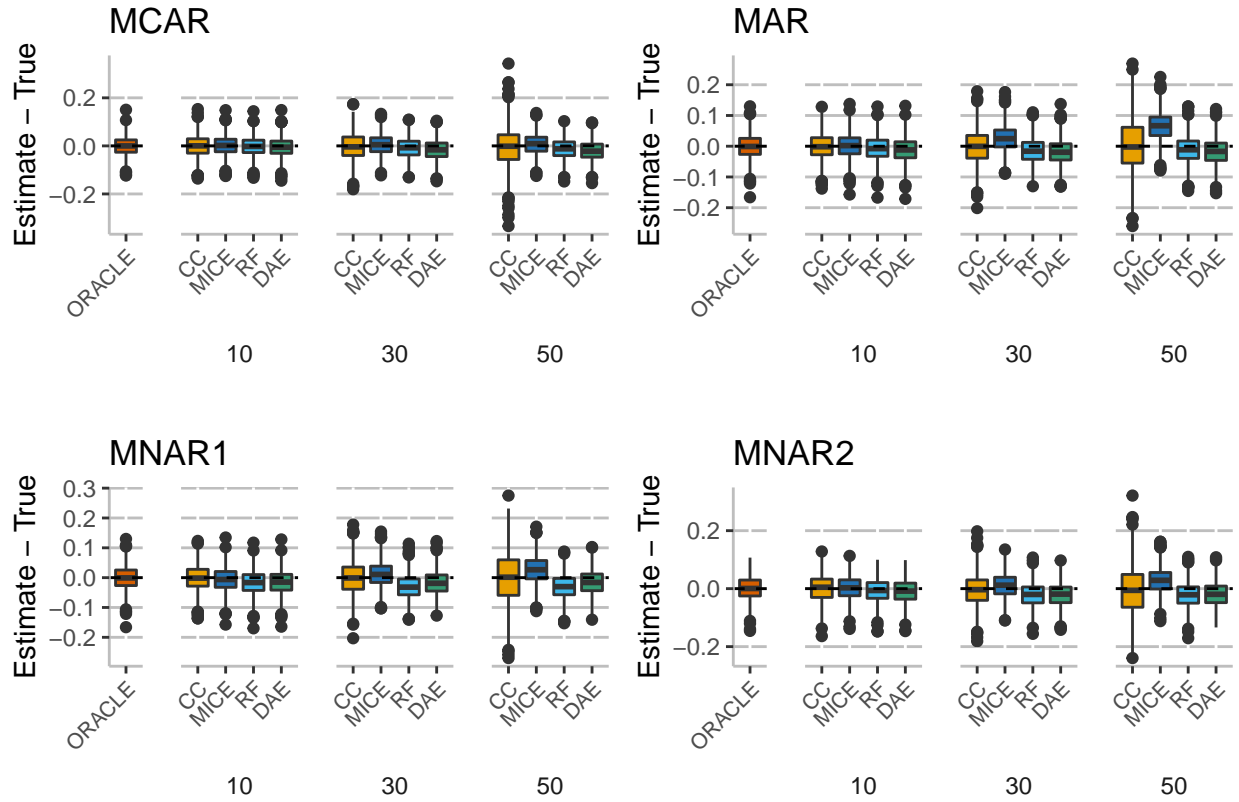 MCAR
Estimate − True
0.2
0.0
−0.2
ORACLE
CC
MICE
RF
DAE
CC
MICE
RF
DAE
CC
MICE
RF
DAE
10
30
50
MAR
Estimate − True
0.2
0.1
0.0
−0.1
−0.2
ORACLE
CC
MICE
RF
DAE
CC
MICE
RF
DAE
CC
MICE
RF
DAE
10
30
50
MNAR1
Estimate − True
0.3
0.2
0.1
0.0
−0.1
−0.2
ORACLE
CC
MICE
RF
DAE
CC
MICE
RF
DAE
CC
MICE
RF
DAE
10
30
50
MNAR2
Estimate − True
0.2
0.0
−0.2
ORACLE
CC
MICE
RF
DAE
CC
MICE
RF
DAE
CC
MICE
RF
DAE
10
30
50